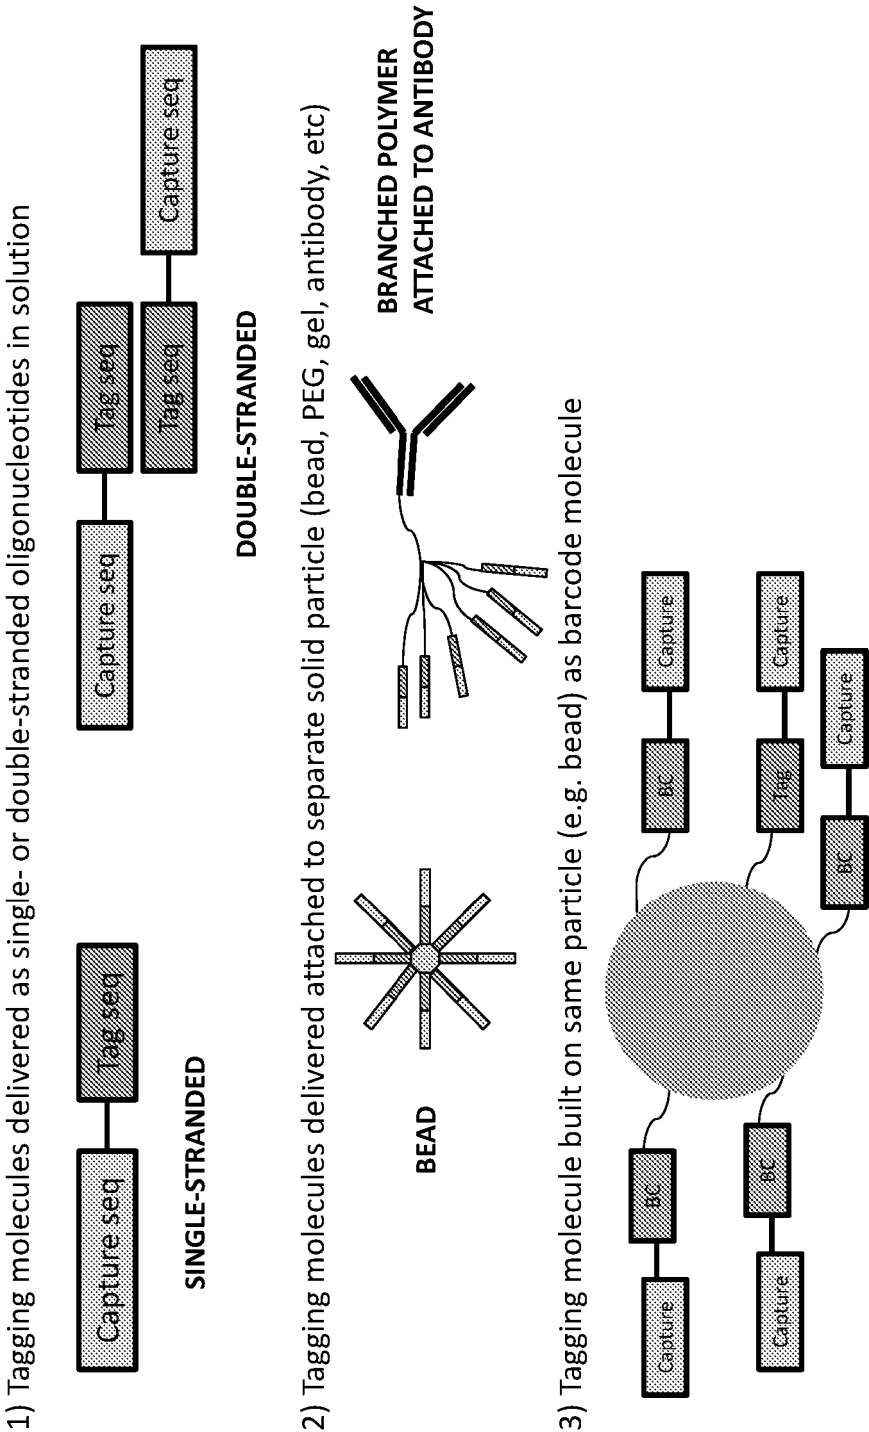 1) Tagging molecules delivered as single- or double-stranded oligonucleotides in solution
Capture seq
Tag seq
SINGLE-STRANDED
Capture seq
Tag seq
Tag seq
Capture seq
DOUBLE-STRANDED
2) Tagging molecules delivered attached to separate solid particle (bead, PEG, gel, antibody, etc)
BEAD
BRANCHED POLYMER
ATTACHED TO ANTIBODY
3) Tagging molecule built on same particle (e.g. bead) as barcode molecule
Capture
BC
BC
Capture
Capture
BC
Tag
Capture
BC
Capture